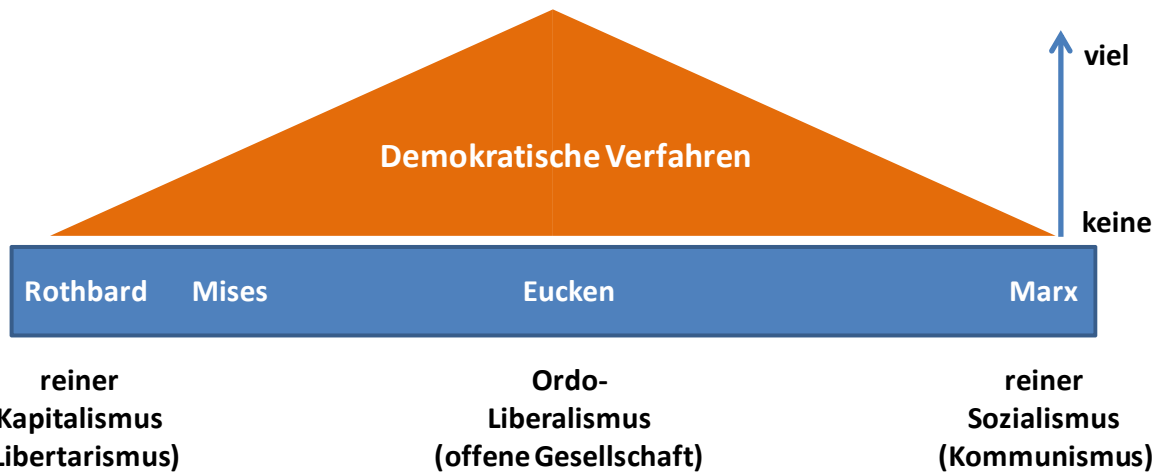 viel
Demokratische Verfahren
keine
Rothbard Mises Eucken Marx
reiner Ordo- reiner
Kapitalismus Liberalismus Sozialismus
Libertarismus) (offene Gesellschaft) (Kommunismus)